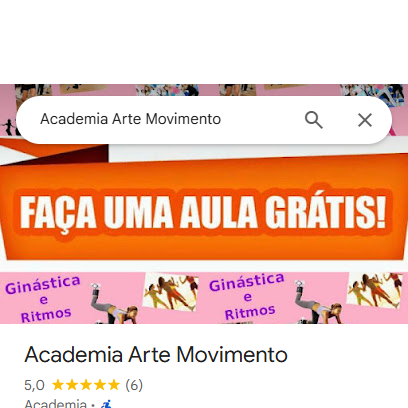 Academia Arte Movimento
FAÇA UMA AULA GRÁTIS!
Ginástica
e
Ritmos
Ginástica
e
Ritmos
Academia Arte Movimento
5,0 (6)
Academia ·